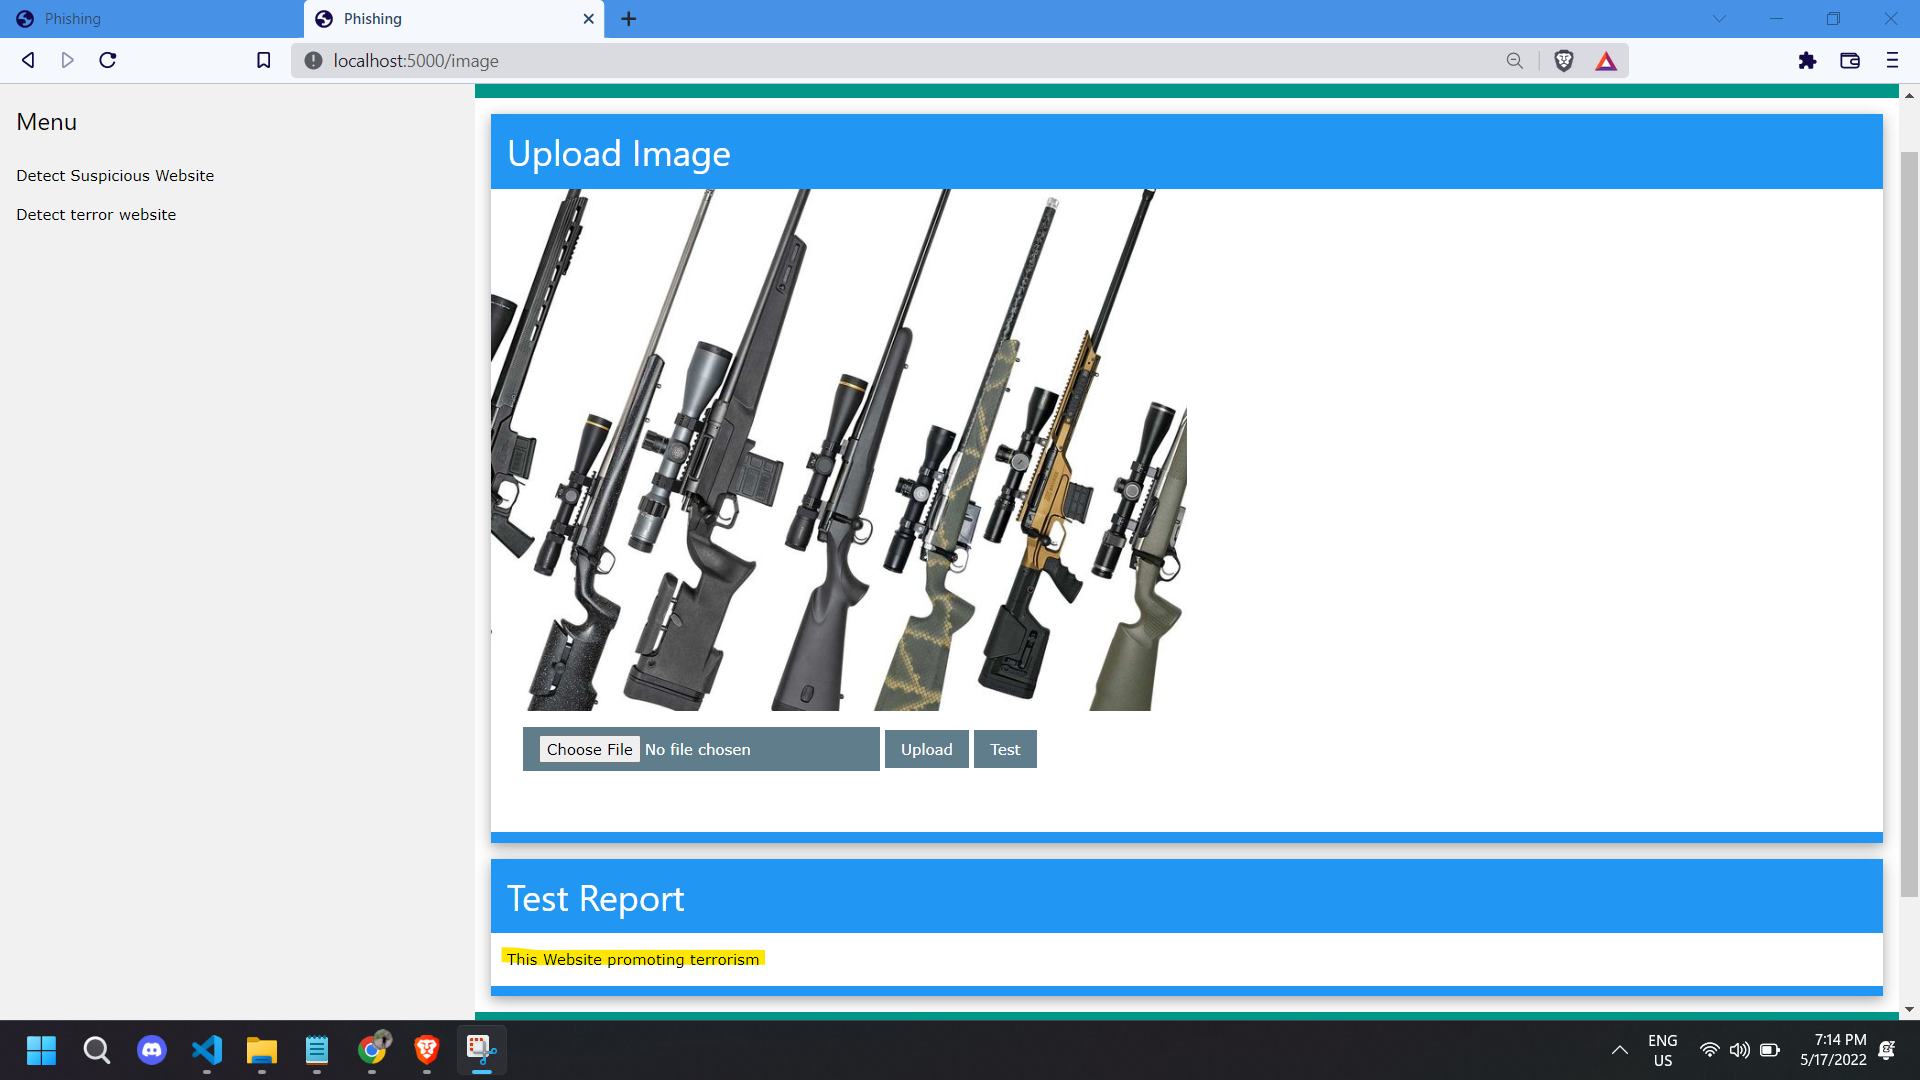 Phishing
Phishing
localhost:5000/image
Menu
Detect Suspicious Website
Detect terror website
Upload Image
Choose File No file chosen Upload Test
Test Report
This Website promoting terrorism
ENG
US
7:14 PM
5/17/2022